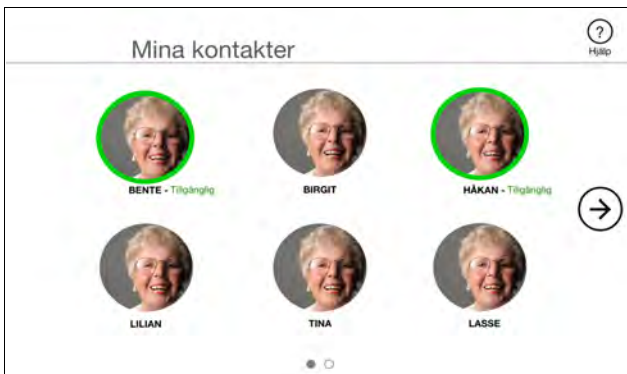 Mina kontakter
?
Hjälp
BENTE - Tillgänglig
BIRGIT
HÅKAN - Tillgänglig
LILIAN
TINA
LASSE